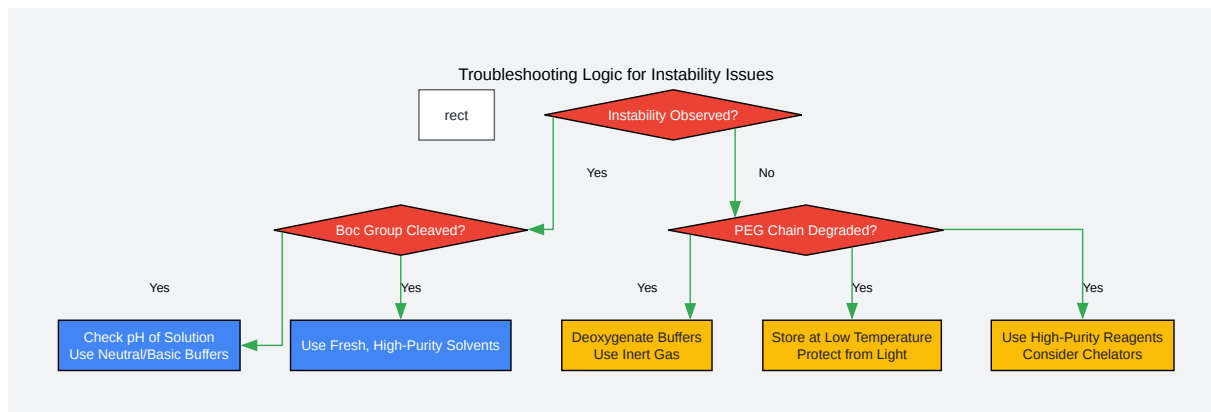 Troubleshooting Logic for Instability Issues
rect
Instability Observed?
Yes
No
Boc Group Cleaved?
PEG Chain Degraded?
Yes
Yes
Yes
Yes
Yes
Check pH of Solution
Use Neutral/Basic Buffers
Use Fresh, High-Purity Solvents
Deoxygenate Buffers
Use Inert Gas
Store at Low Temperature
Protect from Light
Use High-Purity Reagents
Consider Chelators